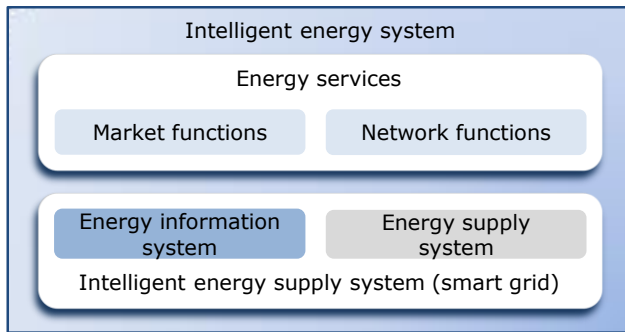 Intelligent energy system
Energy services
Market functions
Network functions
Energy information
system
Energy supply
system
Intelligent energy supply system (smart grid)